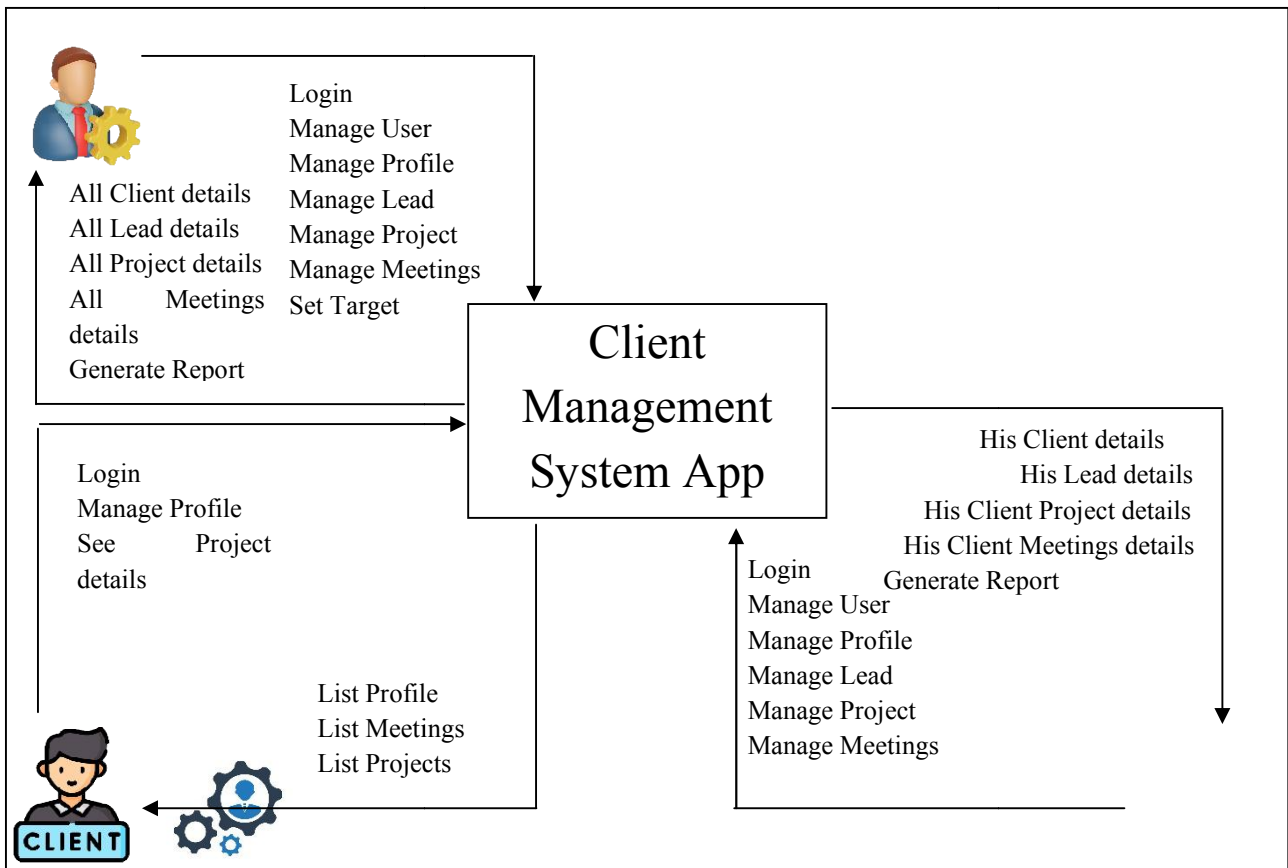 Login
Manage User
Manage Profile
Manage Lead
Manage Project
Manage Meetings
Set Target
All Client details
All Lead details
All Project details
All Meetings
details
Generate Report
Client
Management
System App
Login
Manage Profile
See Project
details
His Client details
His Lead details
His Client Project details
His Client Meetings details
Generate Report
Login
Manage User
Manage Profile
Manage Lead
Manage Project
Manage Meetings
List Profile
List Meetings
List Projects
CLIENT